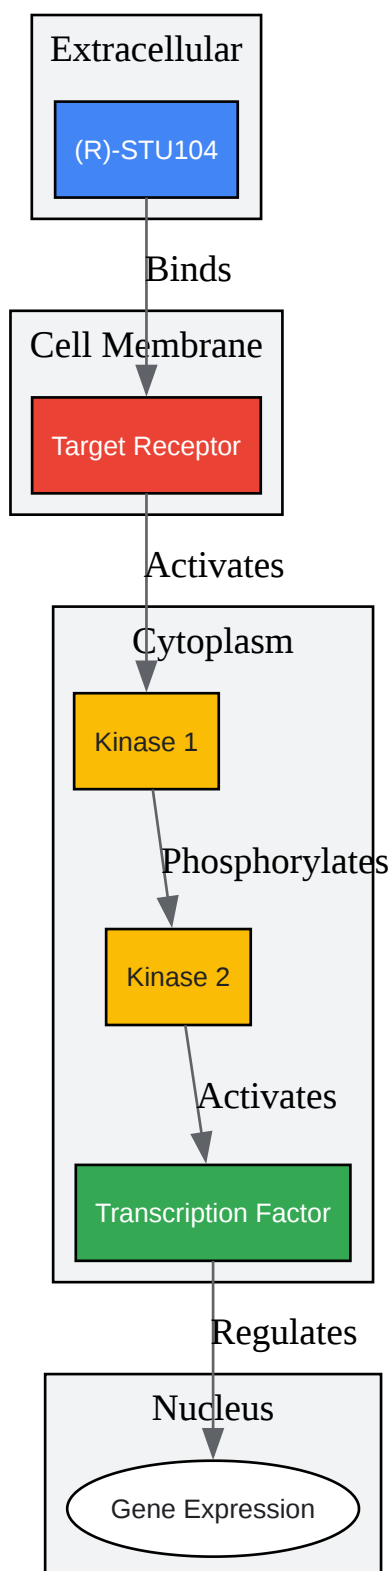 Extracellular
(R)-STU104
Binds
Cell Membrane
Target Receptor
Activates
Cytoplasm
Kinase 1
Phosphorylates
Kinase 2
Activates
Transcription Factor
Regulates
Nucleus
Gene Expression